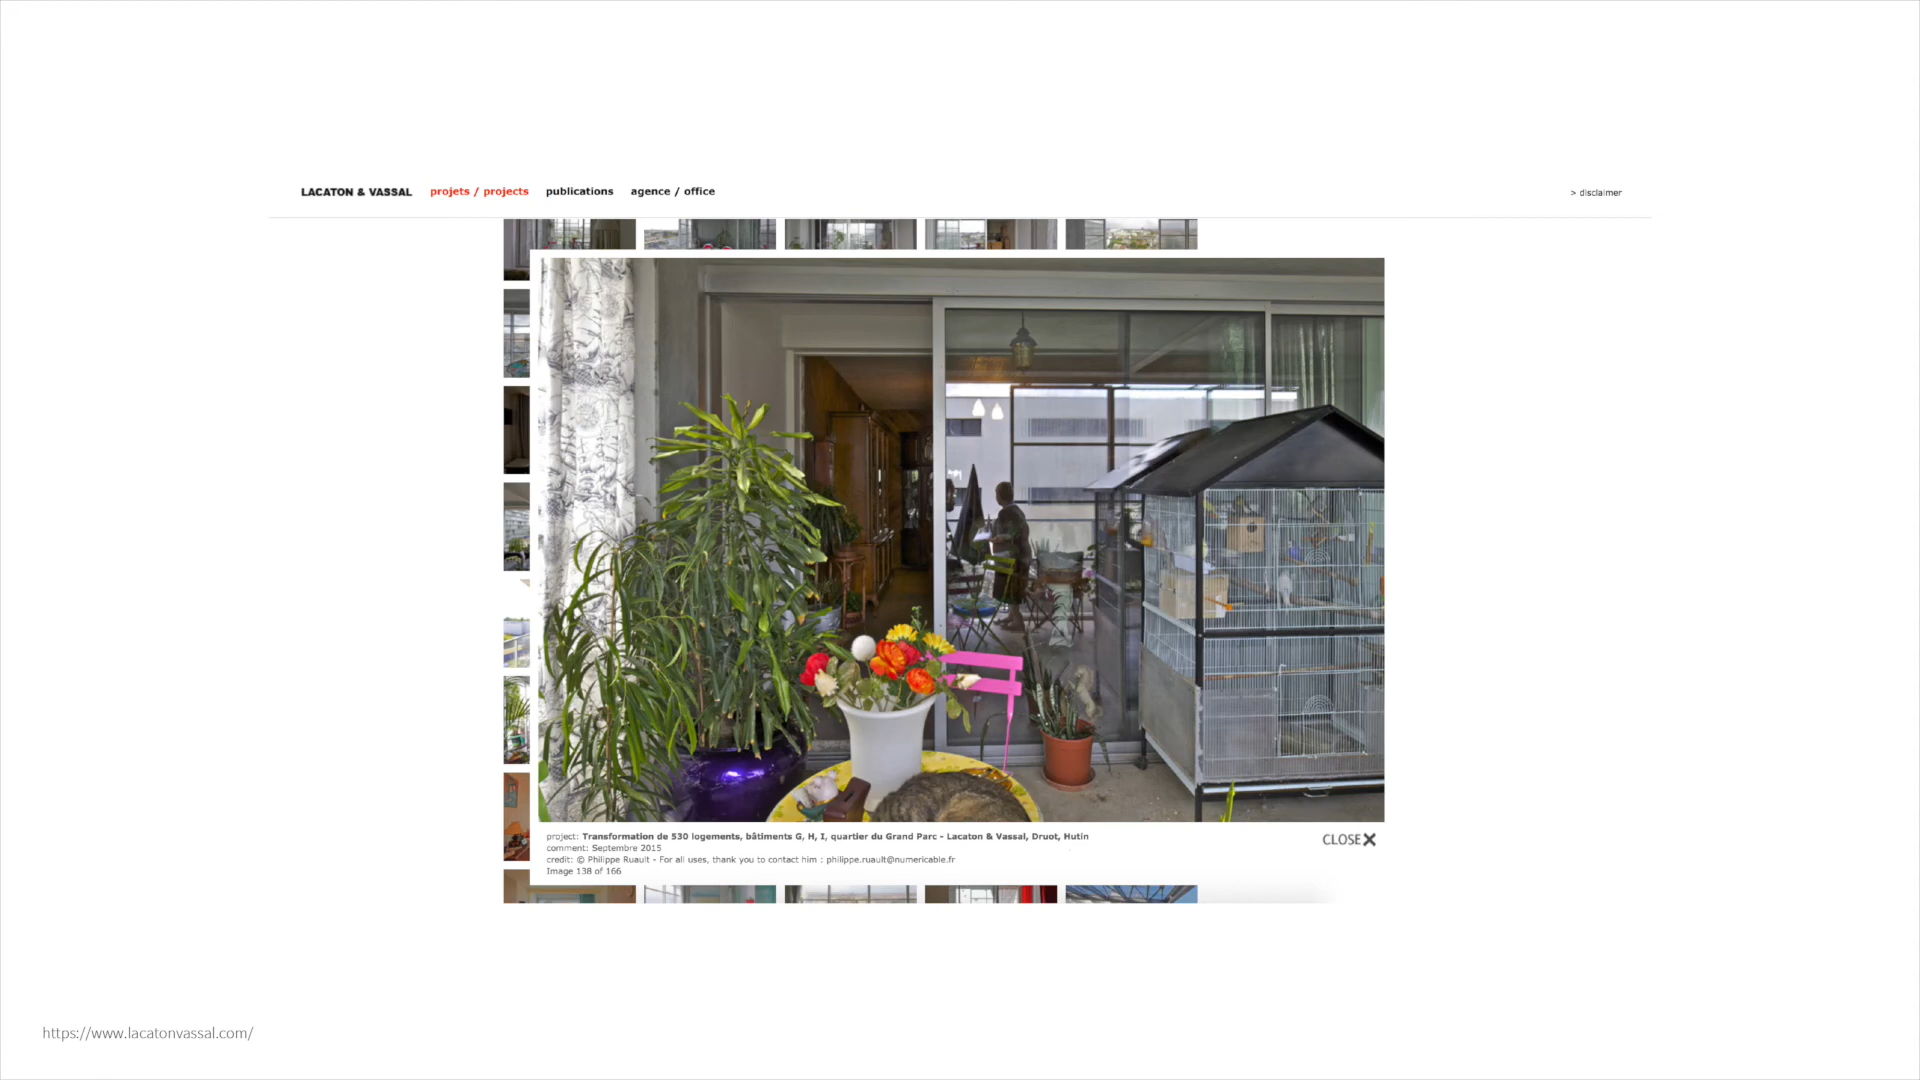 LACATON & VASSAL projets / projects publications agence / office > disclaimer
project: Transformation de 530 logements, bâtiments G, H, I, quartier du Grand Parc - Lacaton & Vassal, Druot, Hutin
comment: Septembre 2015
credit: © Philippe Ruault - For all uses, thank you to contact him : philippe.ruault@numericable.fr
Image 138 of 166
CLOSE X
https://www.lacatonvassal.com/